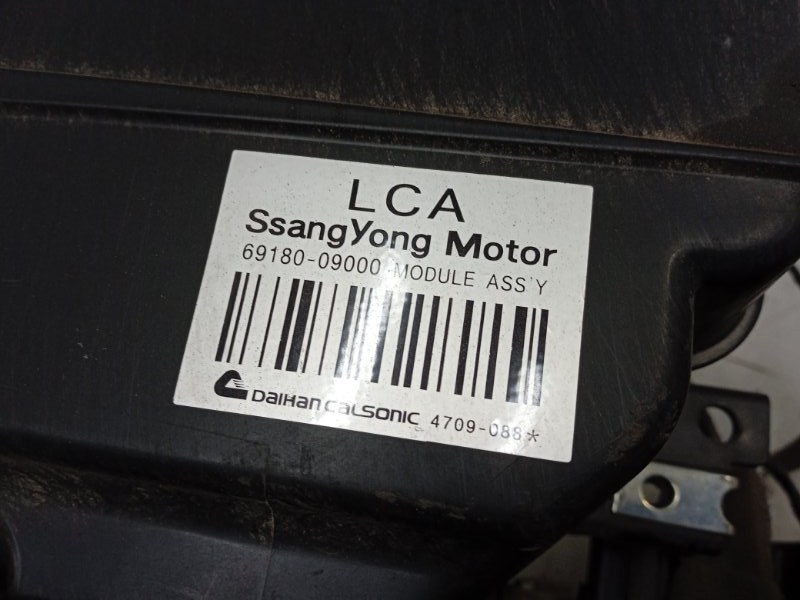 LCA
SsangYong Motor
69180-09000 MODULE ASS'Y
DaiHan CALSONIC 4709-088*